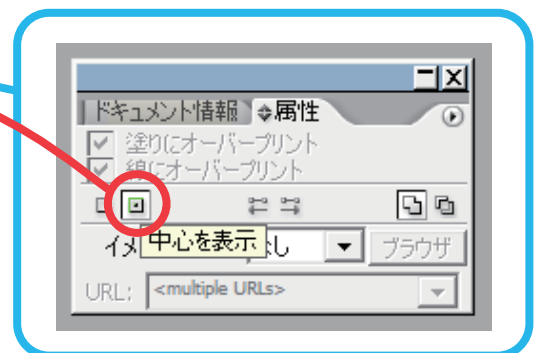 ドキュメント情報 属性
塗りにオーバープリント
線にオーバープリント
イメ なし ブラウザ
中心を表示
URL: <multiple URLs>